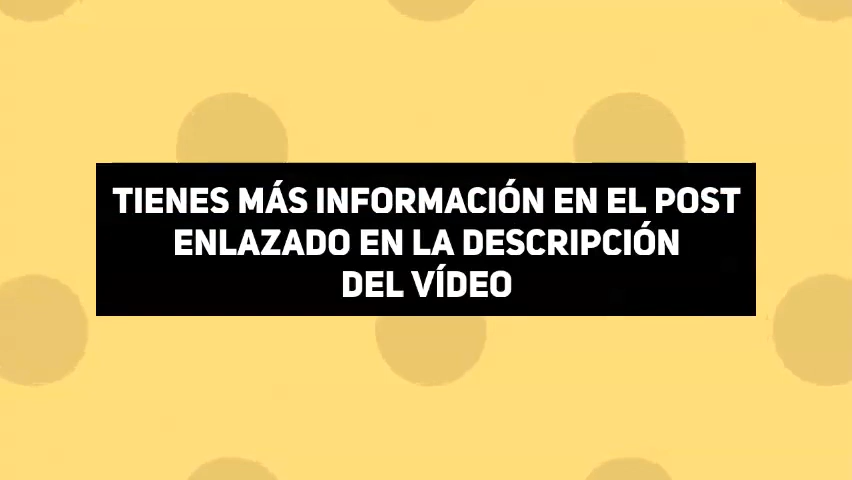 TIENES MÁS INFORMACIÓN EN EL POST
ENLAZADO EN LA DESCRIPCIÓN
DEL VÍDEO